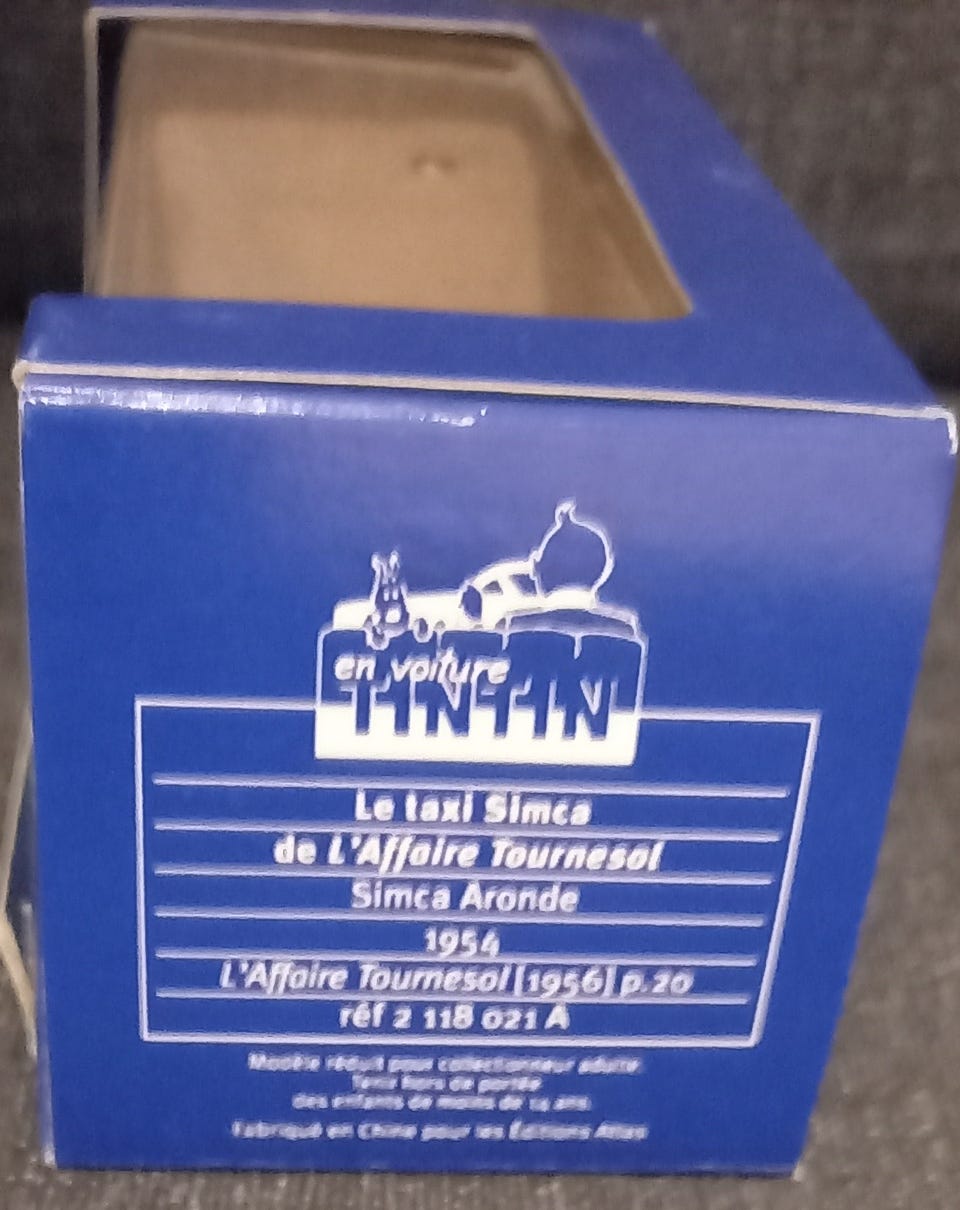 en voiture
TINTIN
Le taxi Simca
de L'Affaire Tournesol
Simca Aronde
1954
L'Affaire Tournesol [1956] p.20
réf 2 118 021 A
Modèle réduit pour collectionneur adulte.
Tenir hors de portée
des enfants de moins de 14 ans.
Fabriqué en Chine pour les Éditions Atlas